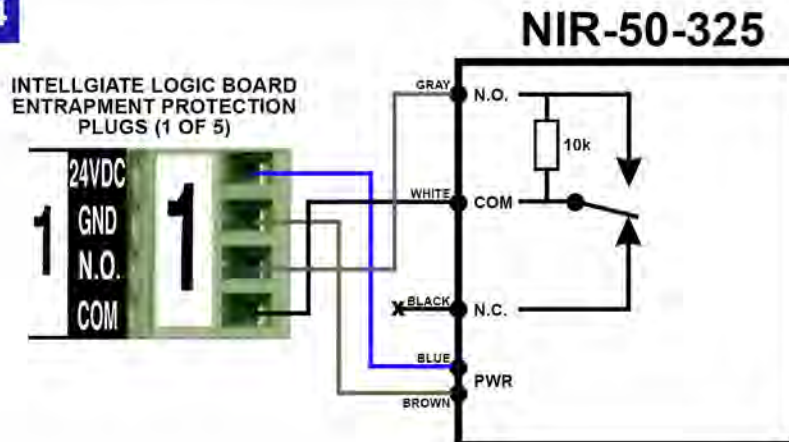 4
NIR-50-325
INTELLGIATE LOGIC BOARD
ENTRAPMENT PROTECTION
PLUGS (1 OF 5)
1
24VDC
GND
N.O.
COM
1
GRAY
N.O.
10k
WHITE
COM
BLACK
N.C.
BLUE
PWR
BROWN